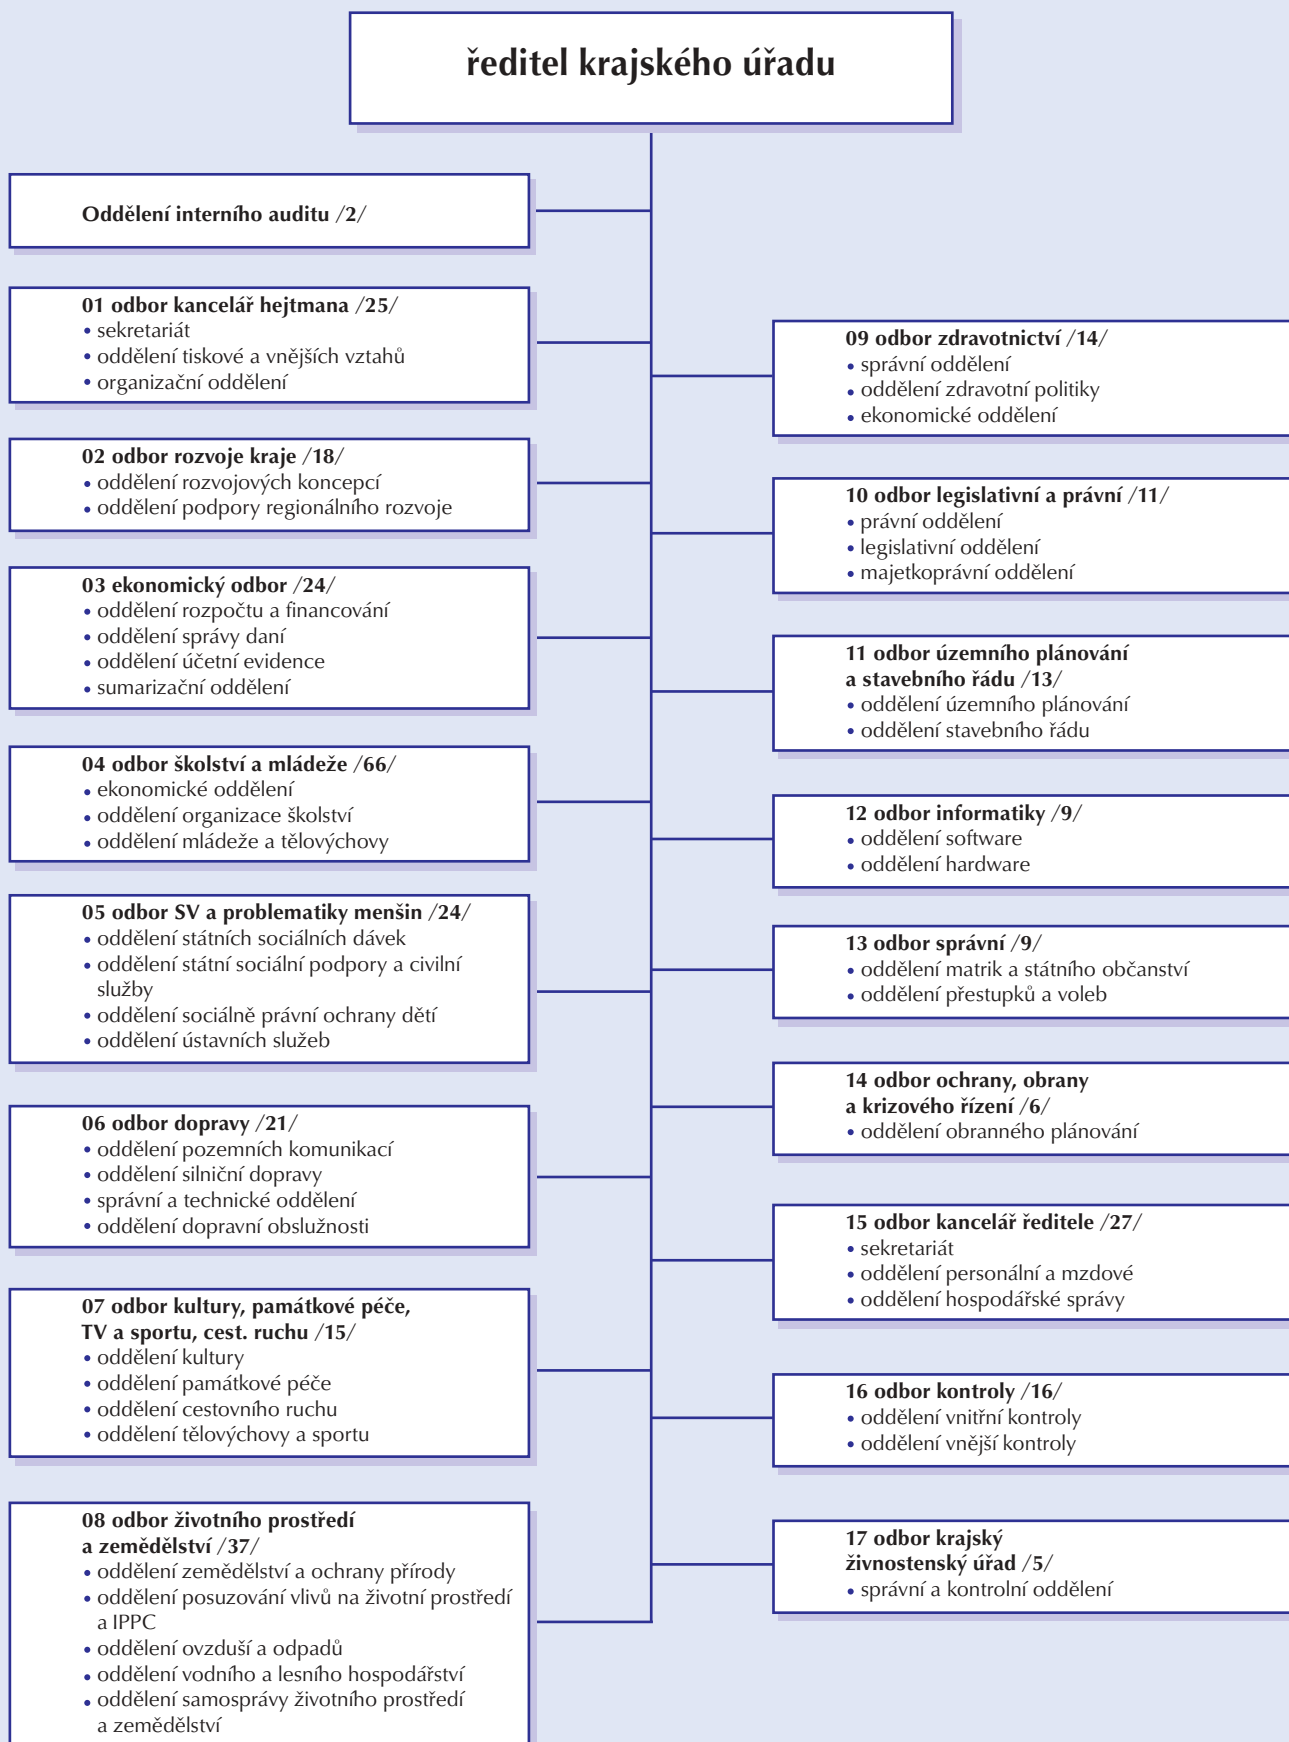 ředitel krajského úřadu
Oddělení interního auditu /2/
01 odbor kancelář hejtmana /25/
• sekretariát
• oddělení tiskové a vnějších vztahů
• organizační oddělení
02 odbor rozvoje kraje /18/
• oddělení rozvojových koncepcí
• oddělení podpory regionálního rozvoje
03 ekonomický odbor /24/
• oddělení rozpočtu a financování
• oddělení správy daní
• oddělení účetní evidence
• sumarizační oddělení
04 odbor školství a mládeže /66/
• ekonomické oddělení
• oddělení organizace školství
• oddělení mládeže a tělovýchovy
05 odbor SV a problematiky menšin /24/
• oddělení státních sociálních dávek
• oddělení státní sociální podpory a civilní
služby
• oddělení sociálně právní ochrany dětí
• oddělení ústavních služeb
06 odbor dopravy /21/
• oddělení pozemních komunikací
• oddělení silniční dopravy
• správní a technické oddělení
• oddělení dopravní obslužnosti
07 odbor kultury, památkové péče,
TV a sportu, cest. ruchu /15/
• oddělení kultury
• oddělení památkové péče
• oddělení cestovního ruchu
• oddělení tělovýchovy a sportu
08 odbor životního prostředí
a zemědělství /37/
• oddělení zemědělství a ochrany přírody
• oddělení posuzování vlivů na životní prostředí
a IPPC
• oddělení ovzduší a odpadů
• oddělení vodního a lesního hospodářství
• oddělení samosprávy životního prostředí
a zemědělství
09 odbor zdravotnictví /14/
• správní oddělení
• oddělení zdravotní politiky
• ekonomické oddělení
10 odbor legislativní a právní /11/
• právní oddělení
• legislativní oddělení
• majetkoprávní oddělení
11 odbor územního plánování
a stavebního řádu /13/
• oddělení územního plánování
• oddělení stavebního řádu
12 odbor informatiky /9/
• oddělení software
• oddělení hardware
13 odbor správní /9/
• oddělení matrik a státního občanství
• oddělení přestupků a voleb
14 odbor ochrany, obrany
a krizového řízení /6/
• oddělení obranného plánování
15 odbor kancelář ředitele /27/
• sekretariát
• oddělení personální a mzdové
• oddělení hospodářské správy
16 odbor kontroly /16/
• oddělení vnitřní kontroly
• oddělení vnější kontroly
17 odbor krajský
živnostenský úřad /5/
• správní a kontrolní oddělení